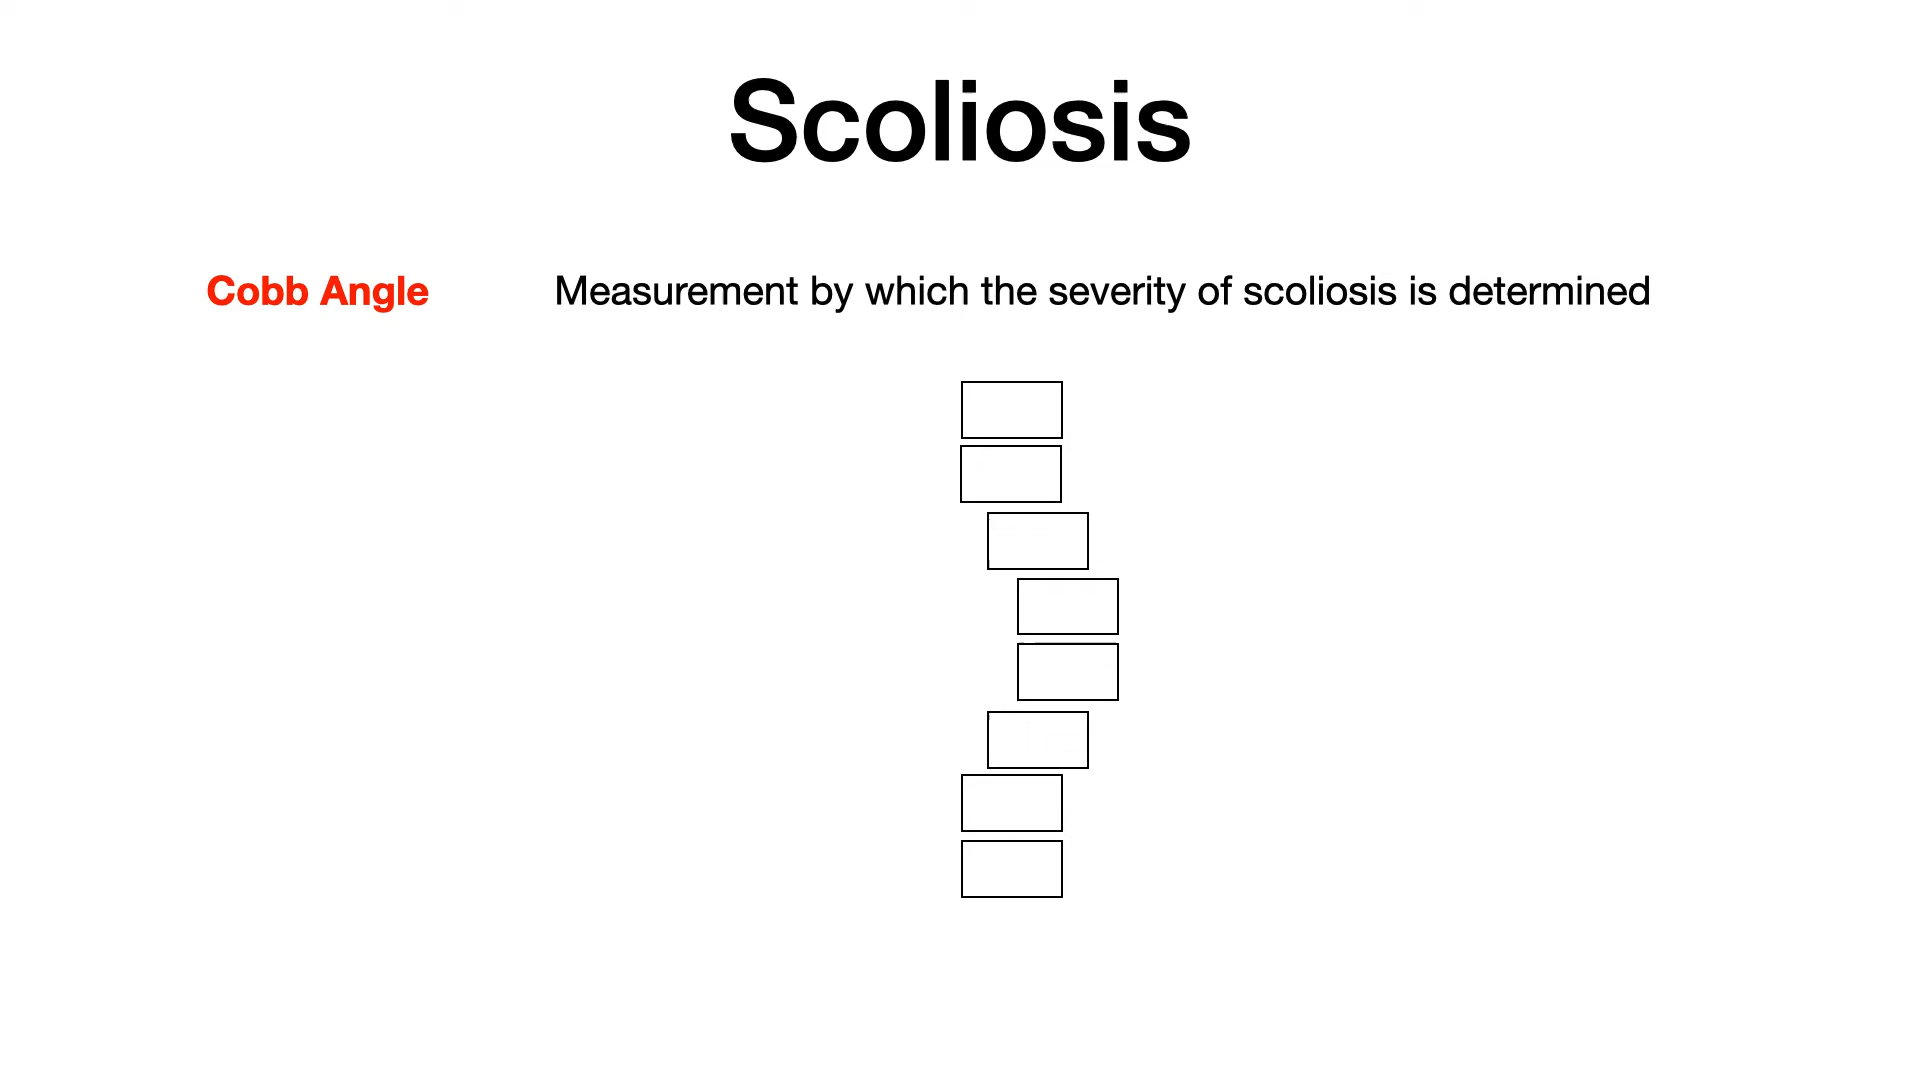 Scoliosis
Cobb Angle Measurement by which the severity of scoliosis is determined